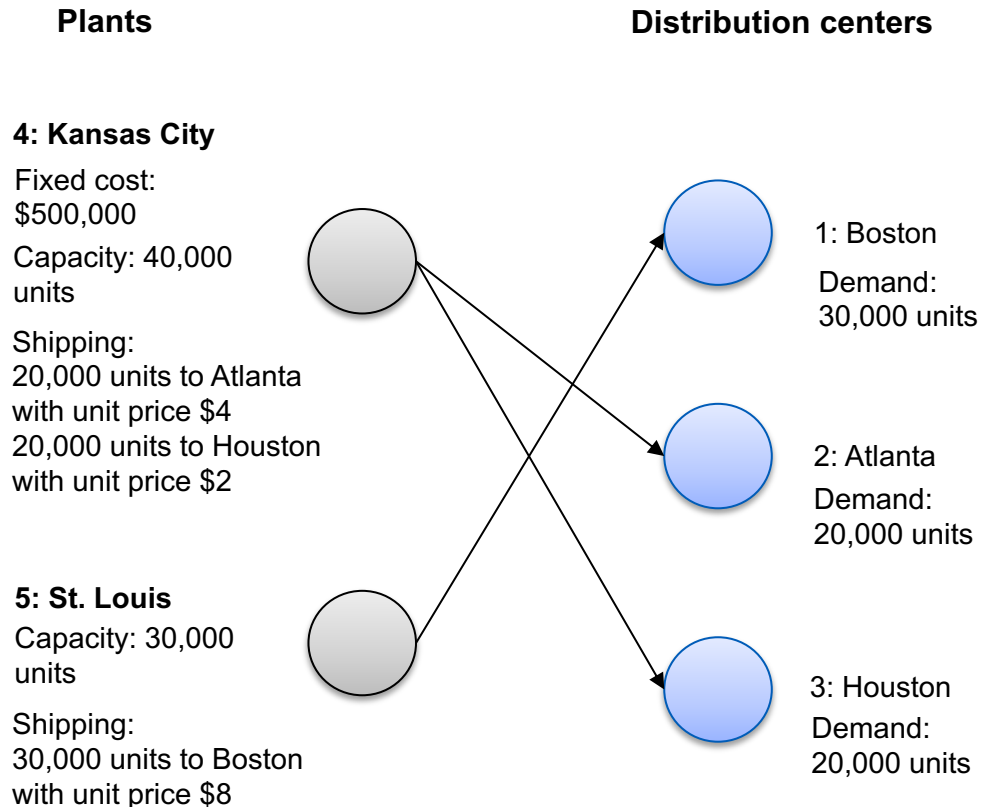 Plants
Distribution centers
4: Kansas City
Fixed cost:
$500,000
Capacity: 40,000
units
Shipping:
20,000 units to Atlanta
with unit price $4
20,000 units to Houston
with unit price $2
5: St. Louis
Capacity: 30,000
units
Shipping:
30,000 units to Boston
with unit price $8
1: Boston
Demand:
30,000 units
2: Atlanta
Demand:
20,000 units
3: Houston
Demand:
20,000 units